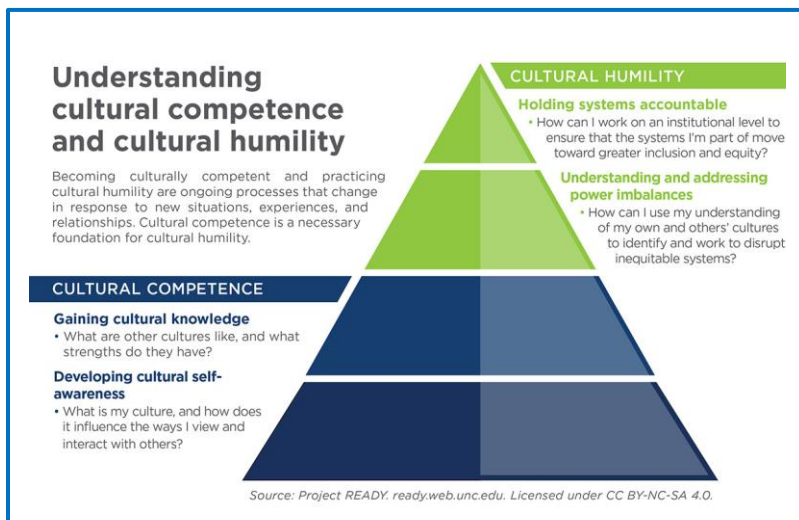 Understanding
cultural competence
and cultural humility
Becoming culturally competent and practicing
cultural humility are ongoing processes that change
in response to new situations, experiences, and
relationships. Cultural competence is a necessary
foundation for cultural humility.
CULTURAL HUMILITY
Holding systems accountable
• How can I work on an institutional level to
ensure that the systems I'm part of move
toward greater inclusion and equity?
Understanding and addressing
power imbalances
• How can I use my understanding
of my own and others' cultures
to identify and work to disrupt
inequitable systems?
CULTURAL COMPETENCE
Gaining cultural knowledge
• What are other cultures like, and what
strengths do they have?
Developing cultural self-
awareness
• What is my culture, and how does
it influence the ways I view and
interact with others?
Source: Project READY. ready.web.unc.edu. Licensed under CC BY-NC-SA 4.0.